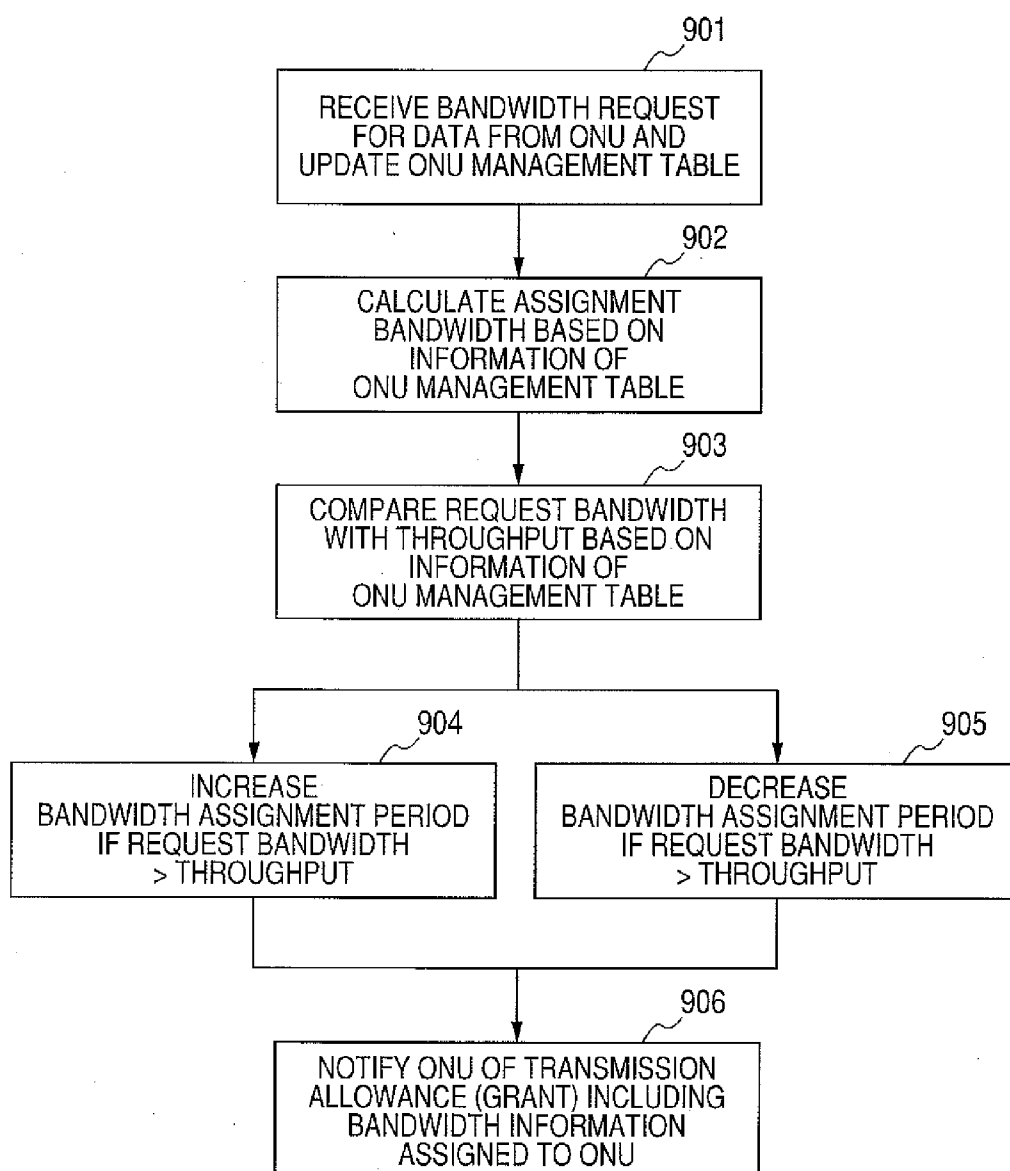 901
RECEIVE BANDWIDTH REQUEST
FOR DATA FROM ONU AND
UPDATE ONU MANAGEMENT TABLE
902
CALCULATE ASSIGNMENT
BANDWIDTH BASED ON
INFORMATION OF
ONU MANAGEMENT TABLE
903
COMPARE REQUEST BANDWIDTH
WITH THROUGHPUT BASED ON
INFORMATION OF
ONU MANAGEMENT TABLE
904
INCREASE
BANDWIDTH ASSIGNMENT PERIOD
IF REQUEST BANDWIDTH
> THROUGHPUT
905
DECREASE
BANDWIDTH ASSIGNMENT PERIOD
IF REQUEST BANDWIDTH
> THROUGHPUT
906
NOTIFY ONU OF TRANSMISSION
ALLOWANCE (GRANT) INCLUDING
BANDWIDTH INFORMATION
ASSIGNED TO ONU